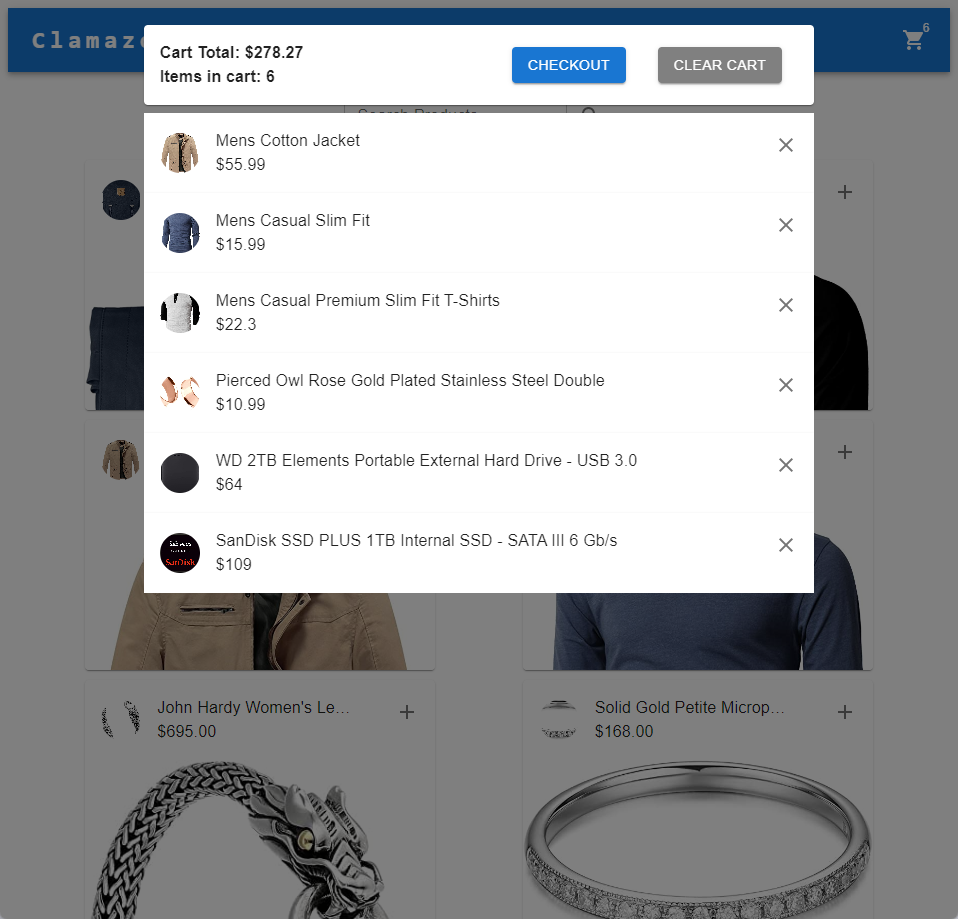 Clamaz
6
Cart Total: $278.27
Items in cart: 6
CHECKOUT
CLEAR CART
Search Products
Mens Cotton Jacket
$55.99
Mens Casual Slim Fit
$15.99
Mens Casual Premium Slim Fit T-Shirts
$22.3
Pierced Owl Rose Gold Plated Stainless Steel Double
$10.99
WD 2TB Elements Portable External Hard Drive - USB 3.0
$64
SanDisk SSD PLUS 1TB Internal SSD - SATA III 6 Gb/s
$109
SanDisk
John Hardy Women's Le...
$695.00
Solid Gold Petite Microp...
$168.00